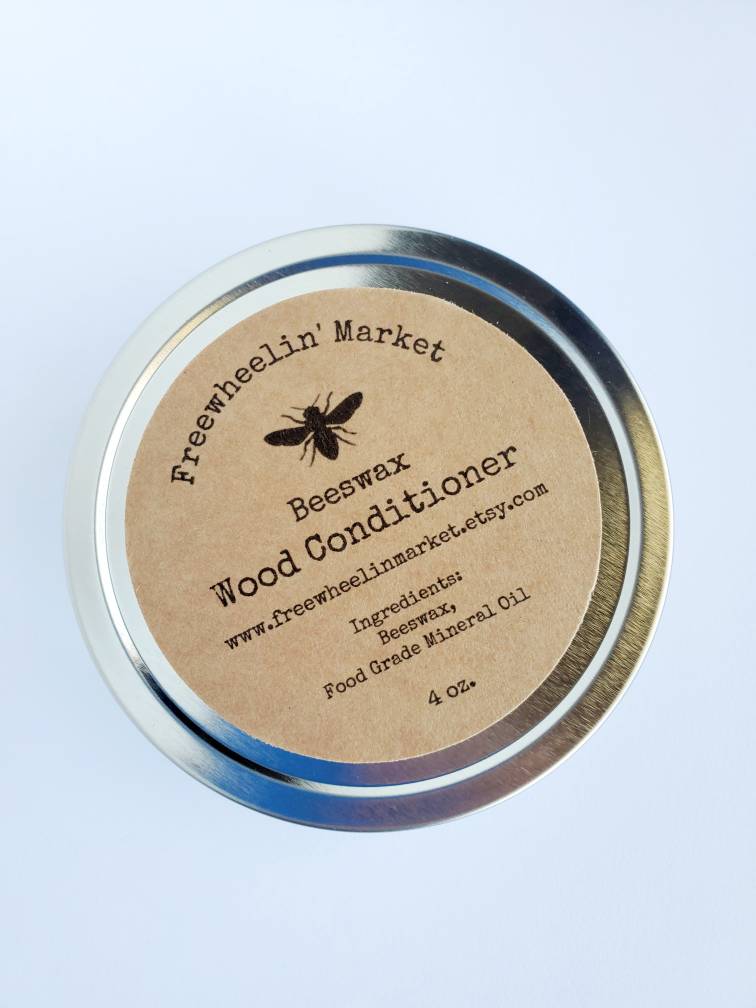 Freewheelin' Market
Beeswax
Wood Conditioner
www.freewheelinmarket.etsy.com
Ingredients:
Beeswax,
Food Grade Mineral Oil
4 oz.